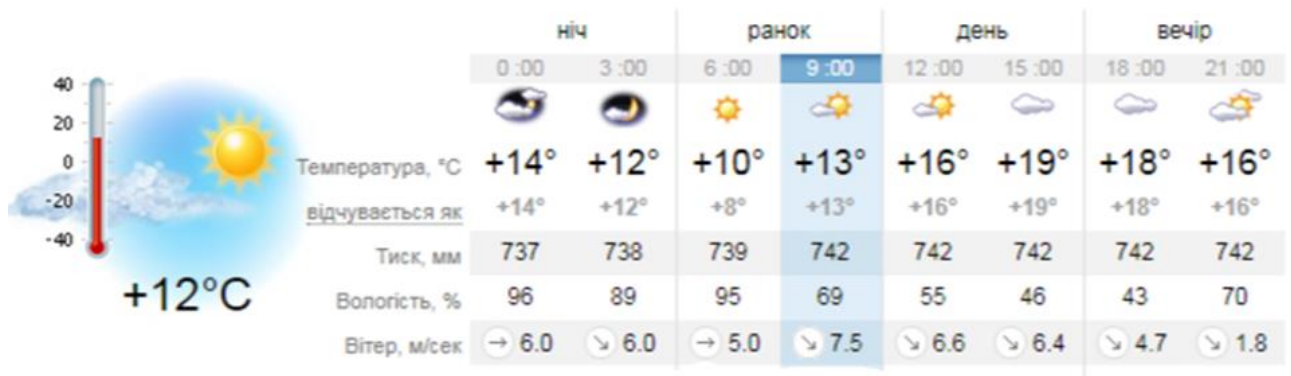 ніч ранок день вечір
0 :00 3 :00 6 :00 9 :00 12 :00 15 :00 18 :00 21 :00
40
20
0
-20
-40
+12°C
Температура, °C +14° +12° +10° +13° +16° +19° +18° +16°
відчувається як +14° +12° +8° +13° +16° +19° +18° +16°
Тиск, мм 737 738 739 742 742 742 742 742
Вологість, % 96 89 95 69 55 46 43 70
Вітер, м/сек → 6.0 ↘ 6.0 → 5.0 ↘ 7.5 ↘ 6.6 ↘ 6.4 ↘ 4.7 ↘ 1.8